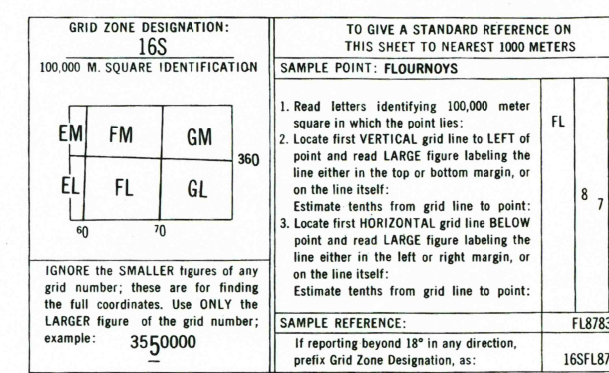 GRID ZONE DESIGNATION:
16S
100,000 M. SQUARE IDENTIFICATION
EM FM GM
360
EL FL GL
60 70
IGNORE the SMALLER figures of any
grid number; these are for finding
the full coordinates. Use ONLY the
LARGER figure of the grid number;
example: 3550000
TO GIVE A STANDARD REFERENCE ON
THIS SHEET TO NEAREST 1000 METERS
SAMPLE POINT: FLOURNOYS
1. Read letters identifying 100,000 meter
square in which the point lies:
FL
2. Locate first VERTICAL grid line to LEFT of
point and read LARGE figure labeling the
line either in the top or bottom margin, or
on the line itself:
8
Estimate tenths from grid line to point:
7
3. Locate first HORIZONTAL grid line BELOW
point and read LARGE figure labeling the
line either in the left or right margin, or
on the line itself:
Estimate tenths from grid line to point:
SAMPLE REFERENCE: FL8783
If reporting beyond 18° in any direction,
prefix Grid Zone Designation, as: 16SFL87